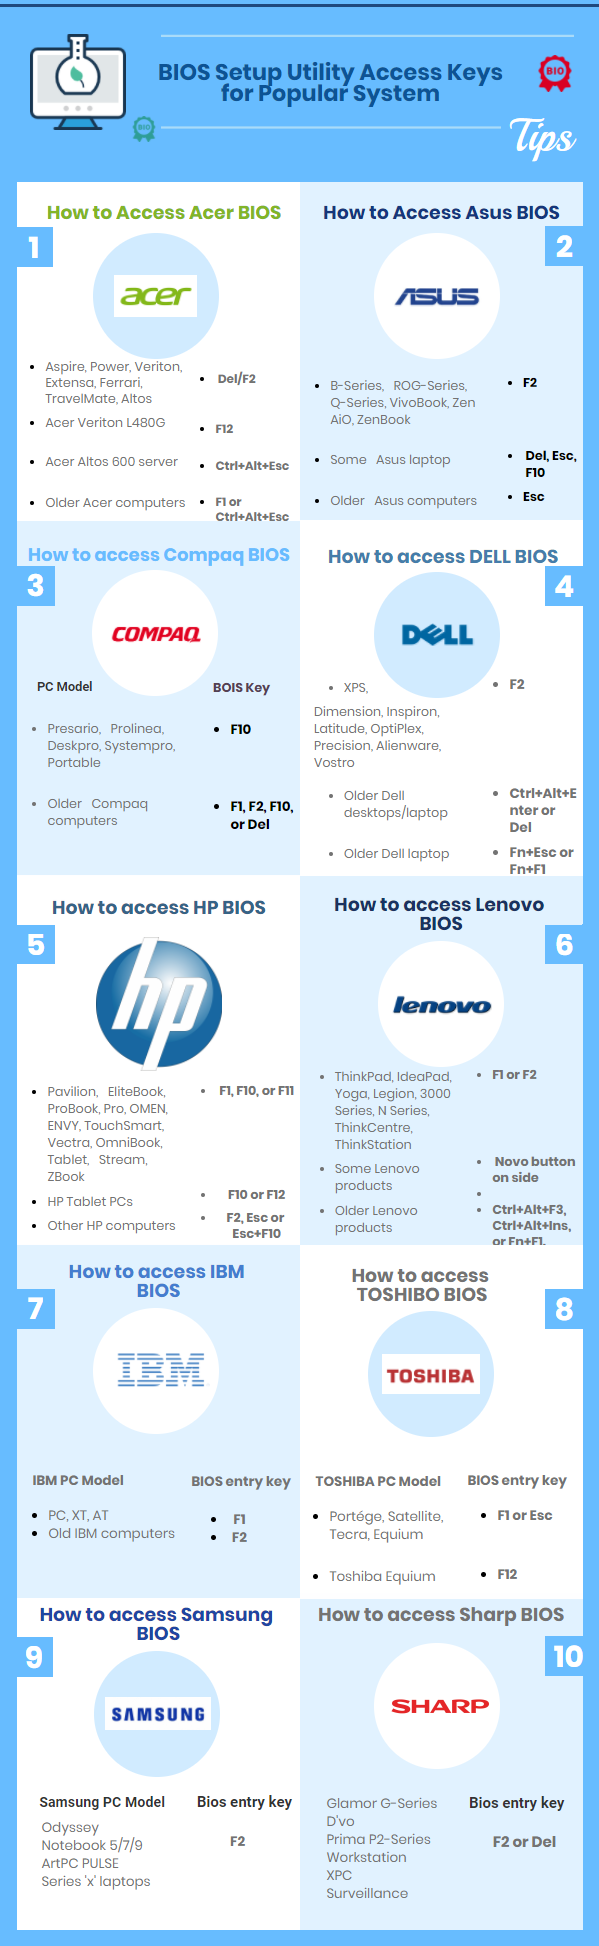 BIOS Setup Utility Access Keys
for Popular System
BIO
BIO
Tips
How to Access Acer BIOS
1
acer
Aspire, Power, Veriton,
Extensa, Ferrari,
TravelMate, Altos
Del/F2
Acer Veriton L480G
F12
Acer Altos 600 server
Ctrl+Alt+Esc
Older Acer computers
F1 or
Ctrl+Alt+Esc
How to Access Asus BIOS
2
ASUS
B-Series, ROG-Series,
Q-Series, VivoBook, Zen
AiO, ZenBook
F2
Some Asus laptop
Del, Esc,
F10
Older Asus computers
Esc
How to access Compaq BIOS
3
COMPAQ
PC Model
BOIS Key
Presario, Prolinea,
Deskpro, Systempro,
Portable
F10
Older Compaq
computers
F1, F2, F10,
or Del
How to access DELL BIOS
4
DELL
XPS,
Dimension, Inspiron,
Latitude, OptiPlex,
Precision, Alienware,
Vostro
F2
Older Dell
desktops/laptop
Ctrl+Alt+E
nter or
Del
Older Dell laptop
Fn+Esc or
Fn+F1
How to access HP BIOS
5
hp
Pavilion, EliteBook,
ProBook, Pro, OMEN,
ENVY, TouchSmart,
Vectra, OmniBook,
Tablet, Stream,
ZBook
F1, F10, or F11
HP Tablet PCs
F10 or F12
Other HP computers
F2, Esc or
Esc+F10
How to access Lenovo
BIOS
6
lenovo
ThinkPad, IdeaPad,
Yoga, Legion, 3000
Series, N Series,
ThinkCentre,
ThinkStation
F1 or F2
Some Lenovo
products
Novo button
on side
Older Lenovo
products
Ctrl+Alt+F3,
Ctrl+Alt+Ins,
or Fn+F1.
How to access IBM
BIOS
7
IBM
IBM PC Model
BIOS entry key
PC, XT, AT
F1
Old IBM computers
F2
How to access
TOSHIBO BIOS
8
TOSHIBA
TOSHIBA PC Model
BIOS entry key
Portége, Satellite,
Tecra, Equium
F1 or Esc
Toshiba Equium
F12
How to access Samsung
BIOS
9
SAMSUNG
Samsung PC Model
Bios entry key
Odyssey
Notebook 5/7/9
ArtPC PULSE
Series 'x' laptops
F2
How to access Sharp BIOS
10
SHARP
Glamor G-Series
D'vo
Prima P2-Series
Workstation
XPC
Surveillance
Bios entry key
F2 or Del